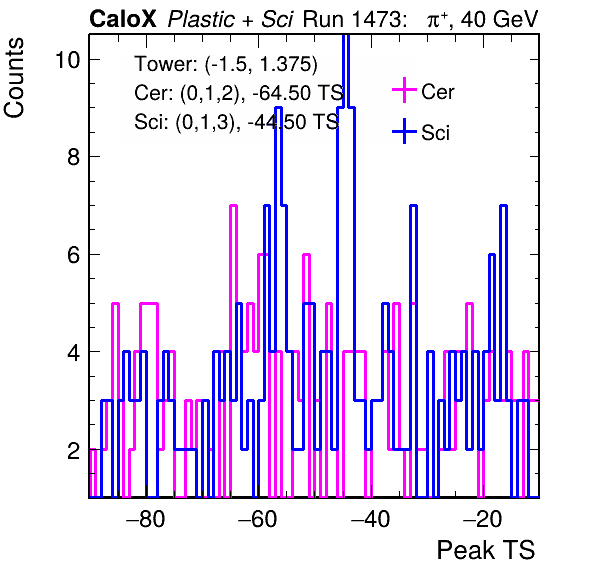 CaloX Plastic + Sci Run 1473: π⁺, 40 GeV
Counts
Tower: (-1.5, 1.375)
Cer: (0,1,2), -64.50 TS
Sci: (0,1,3), -44.50 TS
Cer
Sci
10
8
6
4
2
−80 −60 −40 −20
Peak TS